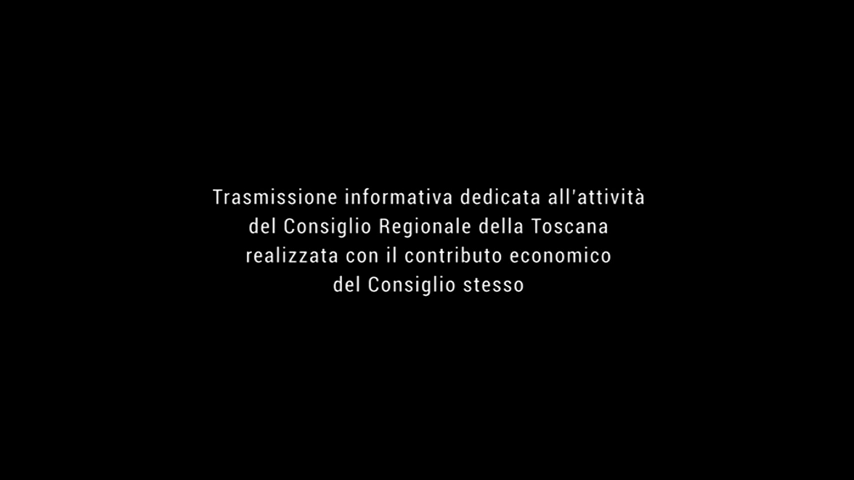 Trasmissione informativa dedicata all'attività
del Consiglio Regionale della Toscana
realizzata con il contributo economico
del Consiglio stesso